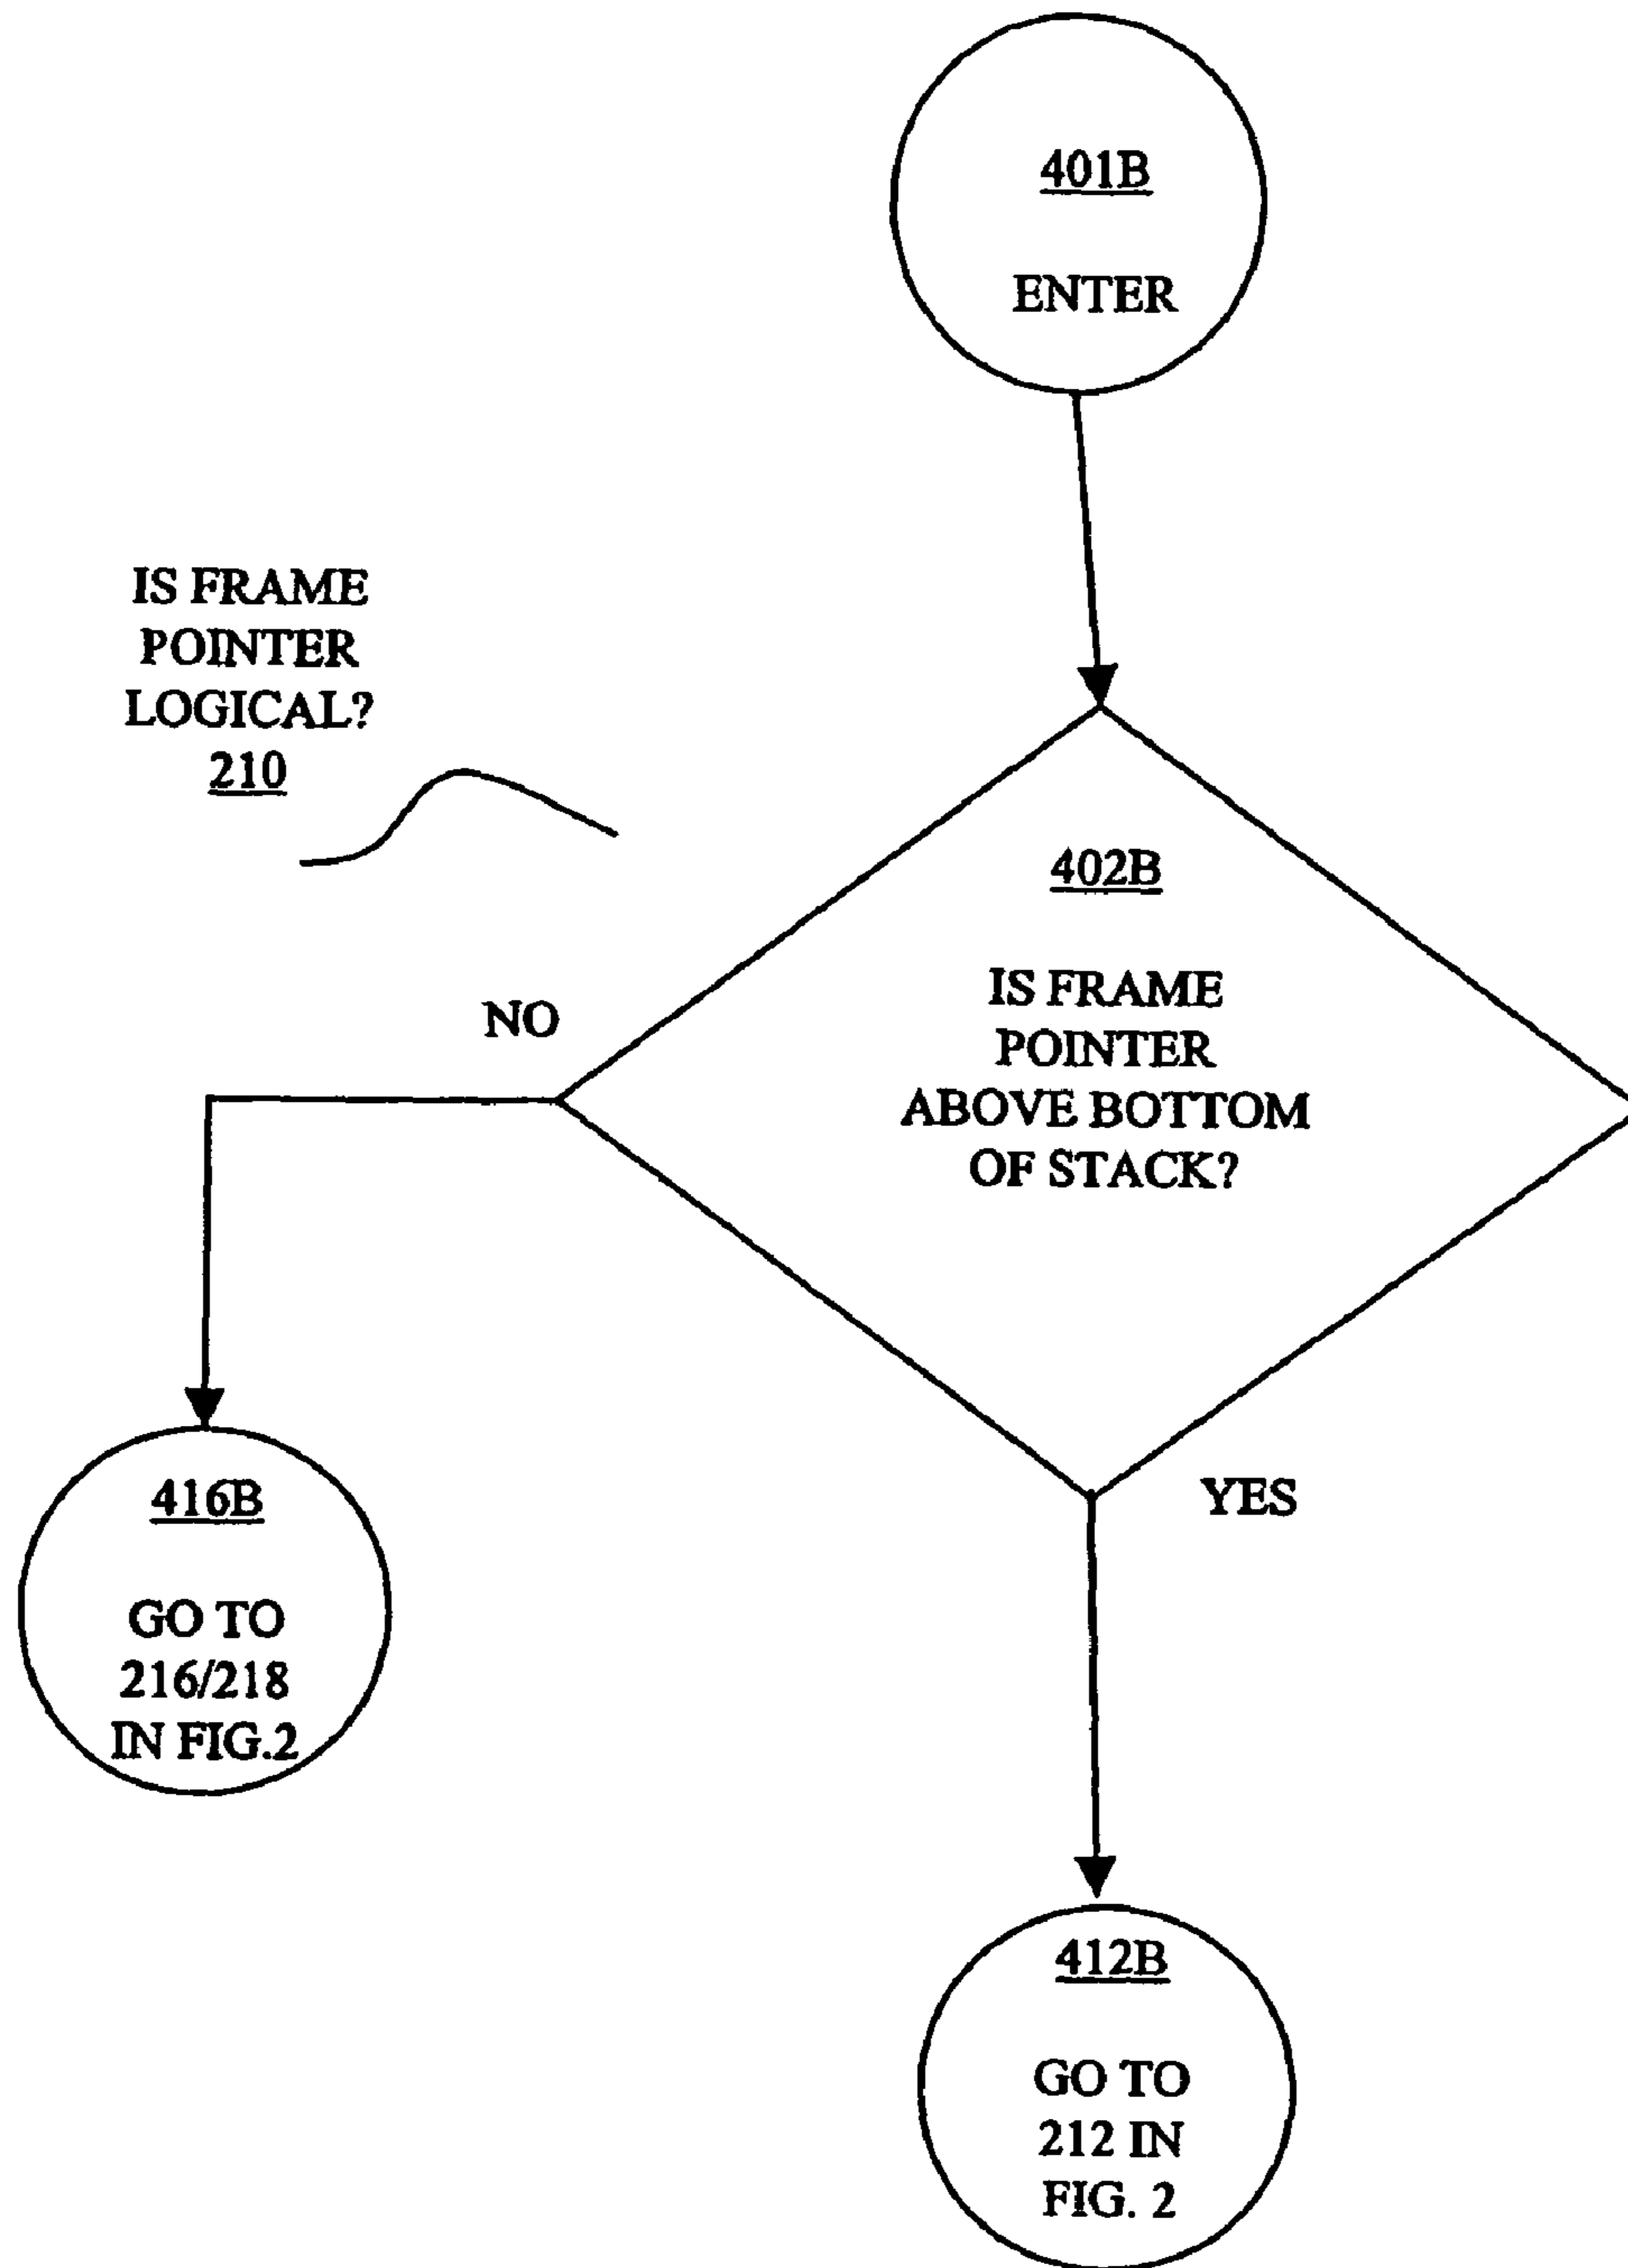 401B
ENTER
IS FRAME
POINTER
LOGICAL?
210
402B
IS FRAME
POINTER
ABOVE BOTTOM
OF STACK?
NO
YES
416B
GO TO
216/218
IN FIG.2
412B
GO TO
212 IN
FIG. 2